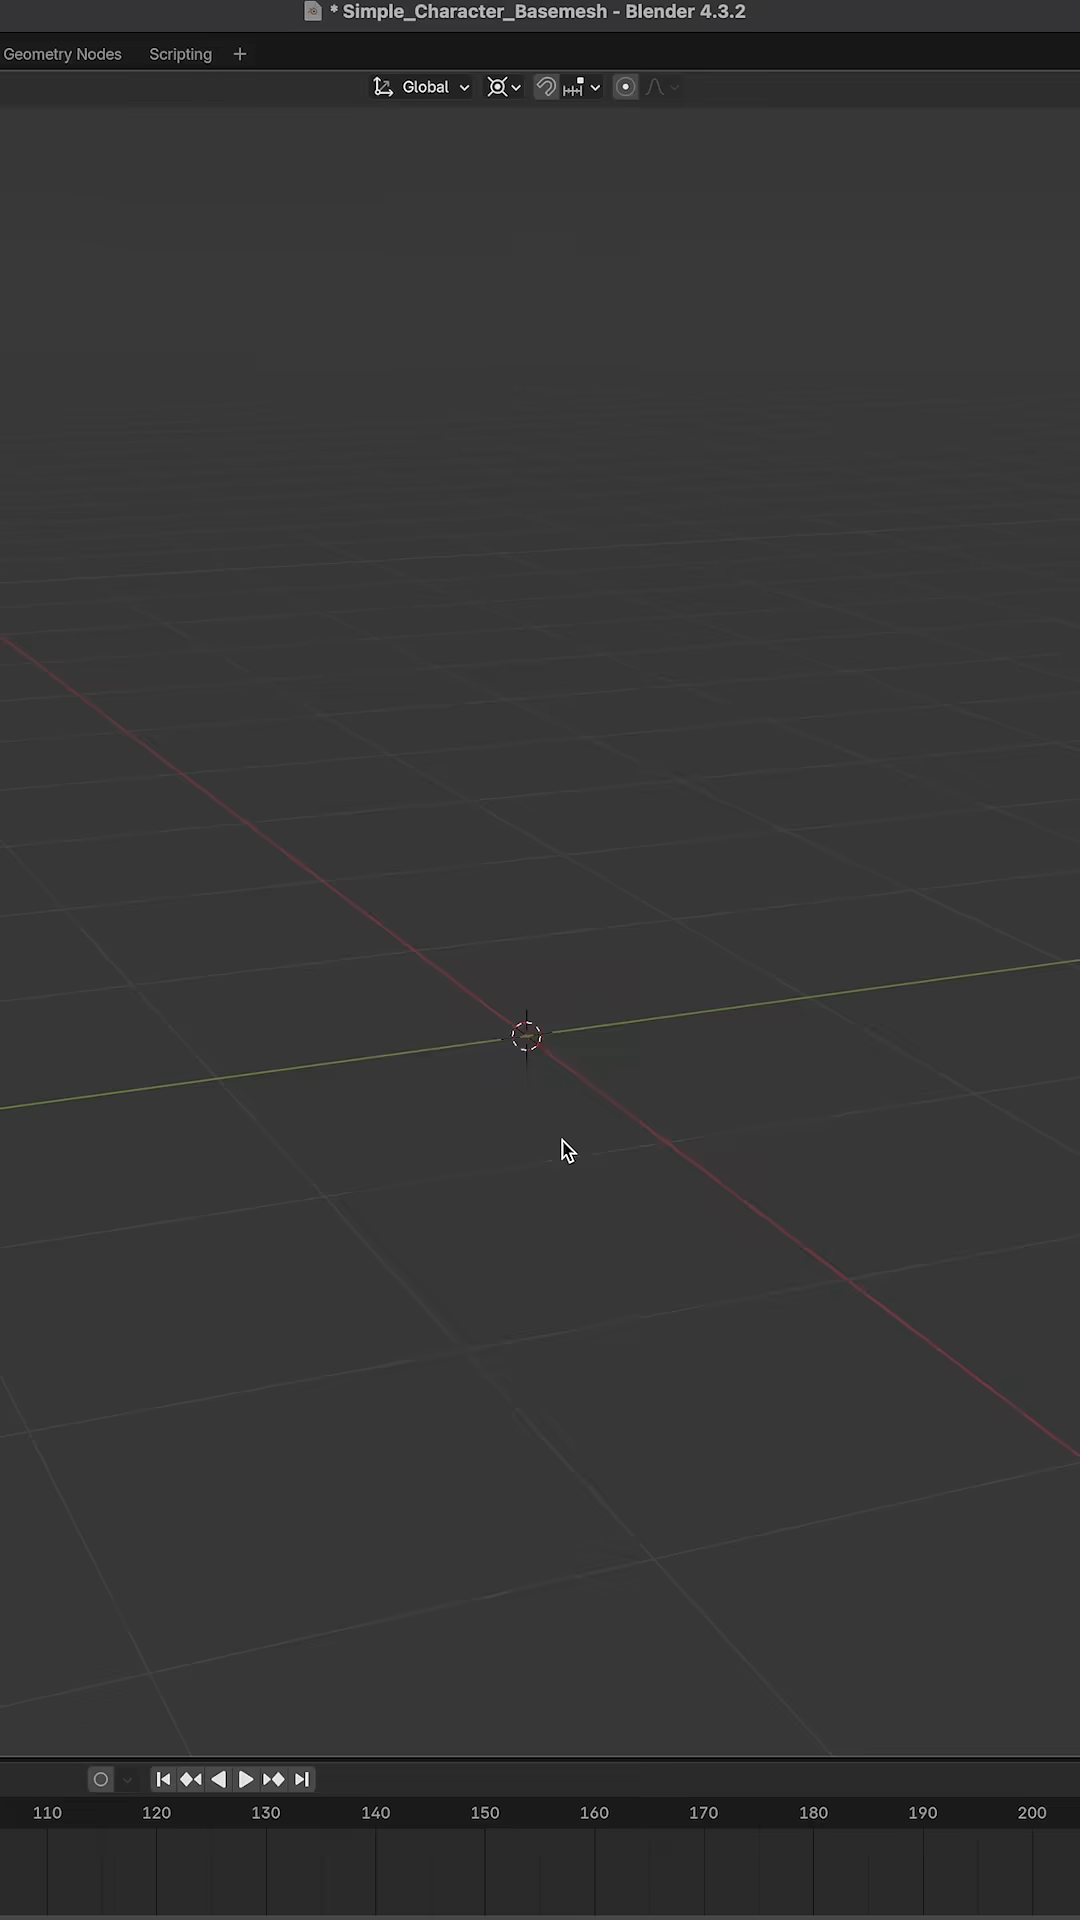 * Simple_Character_Basemesh - Blender 4.3.2
Geometry Nodes Scripting +
Global
110 120 130 140 150 160 170 180 190 200